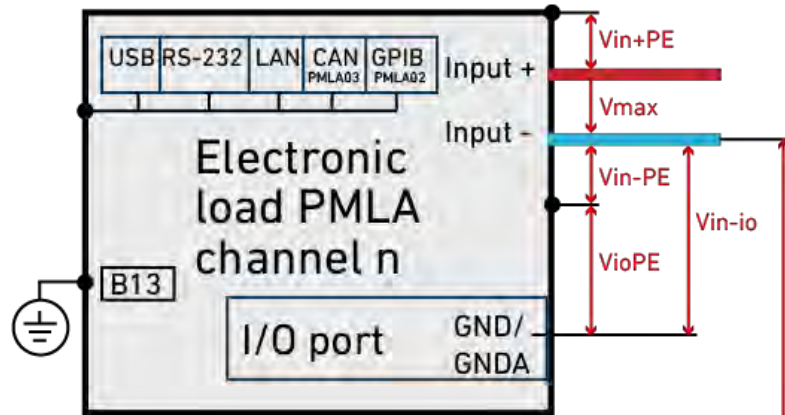 USB RS-232 LAN CAN GPIB
PMLA03 PMLA02
Input +
Input -
Vin+PE
Vmax
Vin-PE
Vin-io
VioPE
Electronic
load PMLA
channel n
B13
I/O port
GND/
GNDA